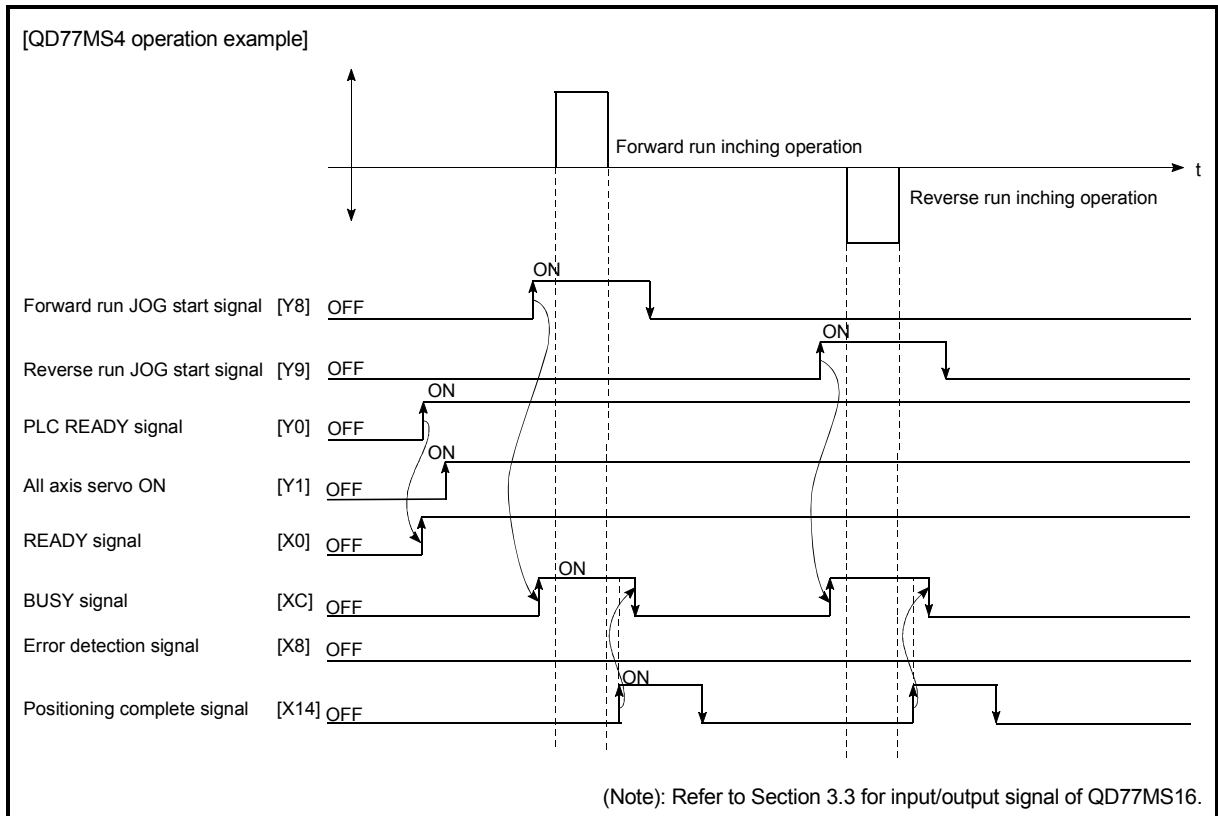 [QD77MS4 operation example]
Forward run inching operation
t
Reverse run inching operation
ON
Forward run JOG start signal [Y8] OFF
ON
Reverse run JOG start signal [Y9] OFF
ON
PLC READY signal [Y0] OFF
ON
All axis servo ON [Y1] OFF
READY signal [X0] OFF
ON
BUSY signal [XC] OFF
Error detection signal [X8] OFF
ON
Positioning complete signal [X14] OFF
(Note): Refer to Section 3.3 for input/output signal of QD77MS16.